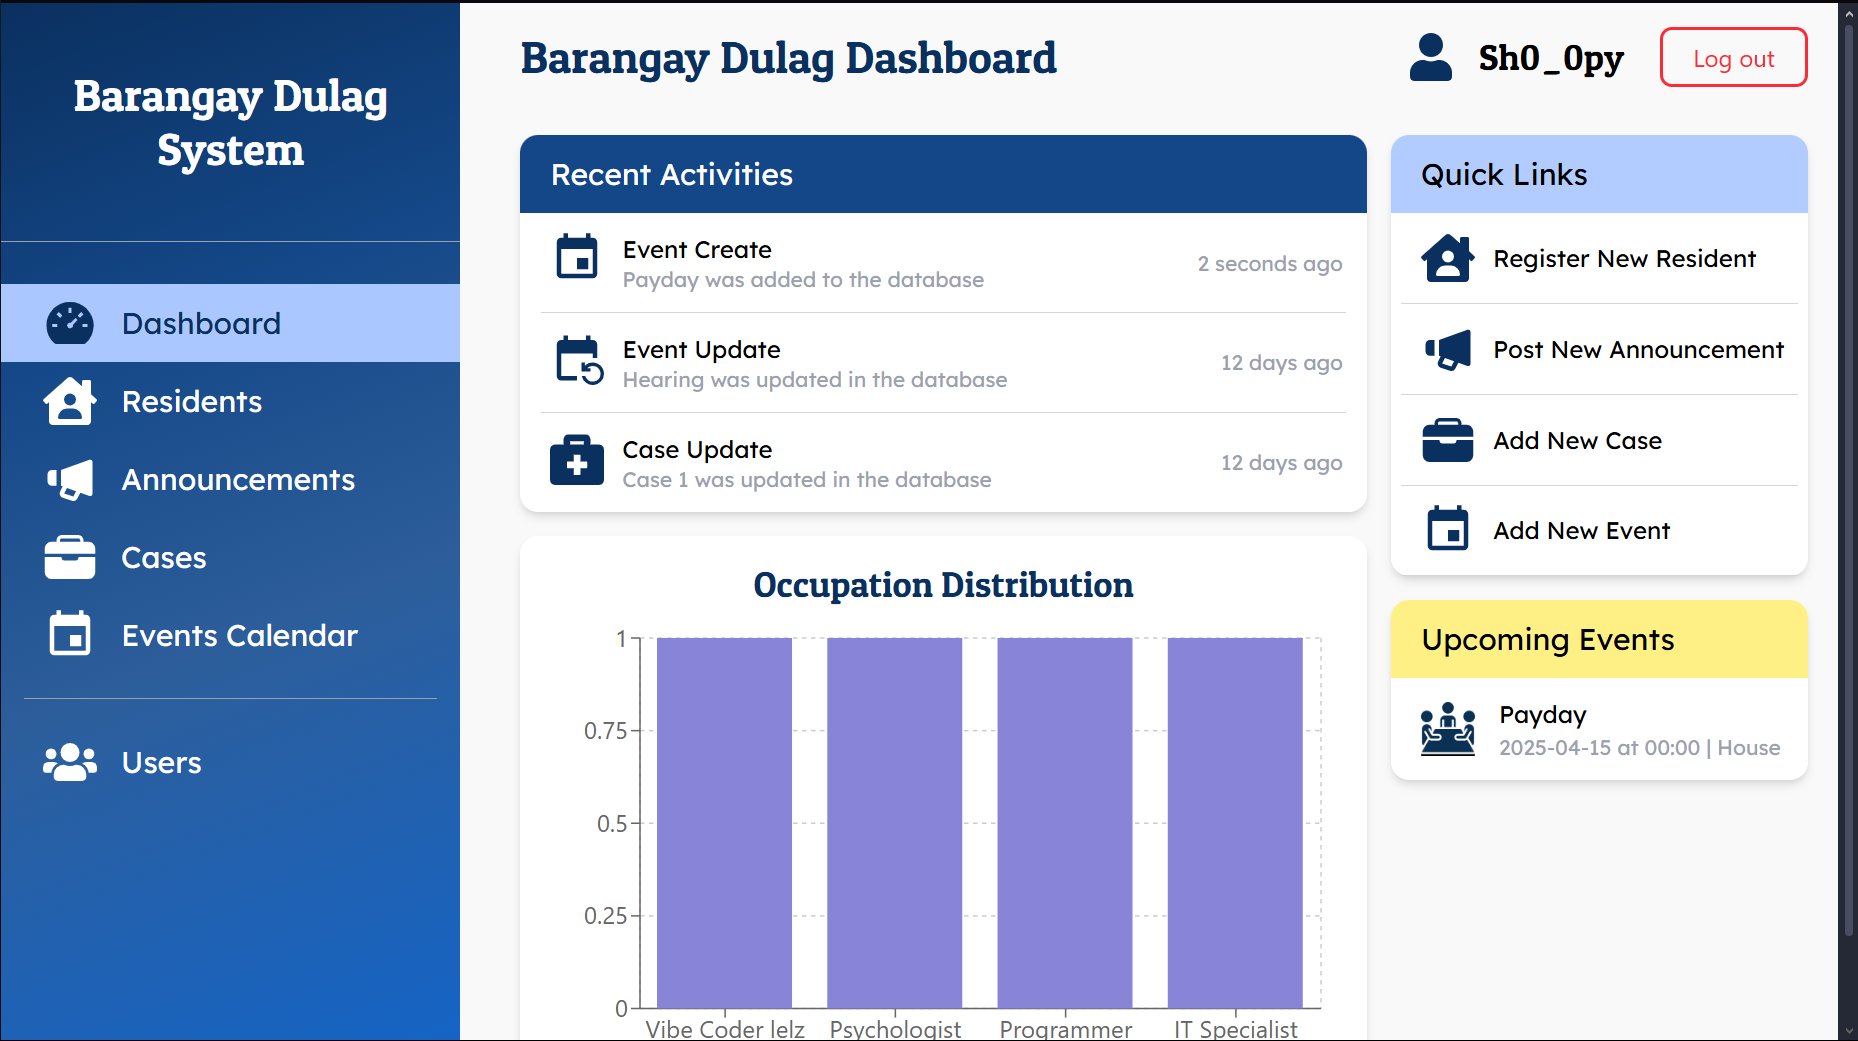 Barangay Dulag
System
Dashboard
Residents
Announcements
Cases
Events Calendar
Users
Barangay Dulag Dashboard
Sh0_0py
Log out
Recent Activities
Event Create
Payday was added to the database
2 seconds ago
Event Update
Hearing was updated in the database
12 days ago
Case Update
Case 1 was updated in the database
12 days ago
Occupation Distribution
1
0.75
0.5
0.25
0
Vibe Coder lelz
Psychologist
Programmer
IT Specialist
Quick Links
Register New Resident
Post New Announcement
Add New Case
Add New Event
Upcoming Events
Payday
2025-04-15 at 00:00 | House